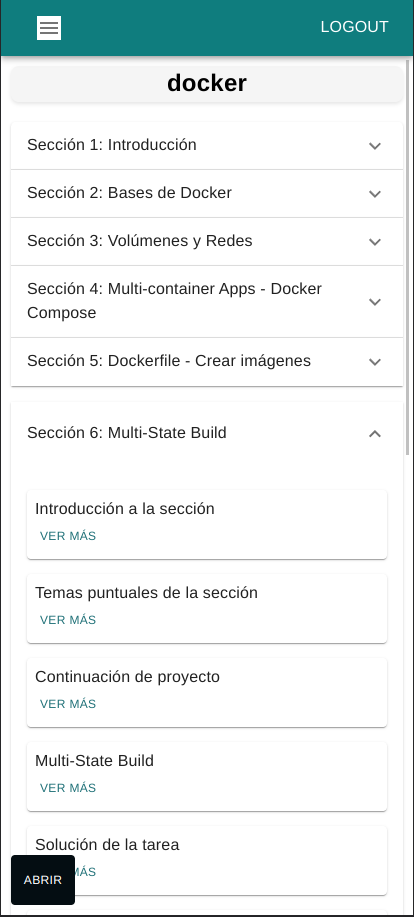 LOGOUT
docker
Sección 1: Introducción
Sección 2: Bases de Docker
Sección 3: Volúmenes y Redes
Sección 4: Multi-container Apps - Docker
Compose
Sección 5: Dockerfile - Crear imágenes
Sección 6: Multi-State Build
Introducción a la sección
VER MÁS
Temas puntuales de la sección
VER MÁS
Continuación de proyecto
VER MÁS
Multi-State Build
VER MÁS
Solución de la tarea
MÁS
ABRIR